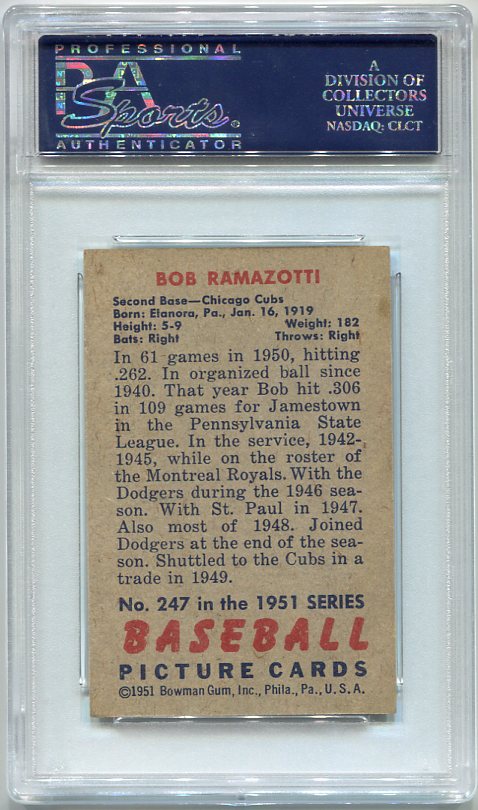 PROFESSIONAL
PSA
Sports.
AUTHENTICATOR
A
DIVISION OF
COLLECTORS
UNIVERSE
NASDAQ: CLCT
BOB RAMAZOTTI
Second Base—Chicago Cubs
Born: Elanora, Pa., Jan. 16, 1919
Height: 5-9 Weight: 182
Bats: Right Throws: Right
In 61 games in 1950, hitting
.262. In organized ball since
1940. That year Bob hit .306
in 109 games for Jamestown
in the Pennsylvania State
League. In the service, 1942-
1945, while on the roster of
the Montreal Royals. With the
Dodgers during the 1946 sea-
son. With St. Paul in 1947.
Also most of 1948. Joined
Dodgers at the end of the sea-
son. Shuttled to the Cubs in a
trade in 1949.
No. 247 in the 1951 SERIES
BASEBALL
PICTURE CARDS
©1951 Bowman Gum, Inc., Phila., Pa., U. S. A.